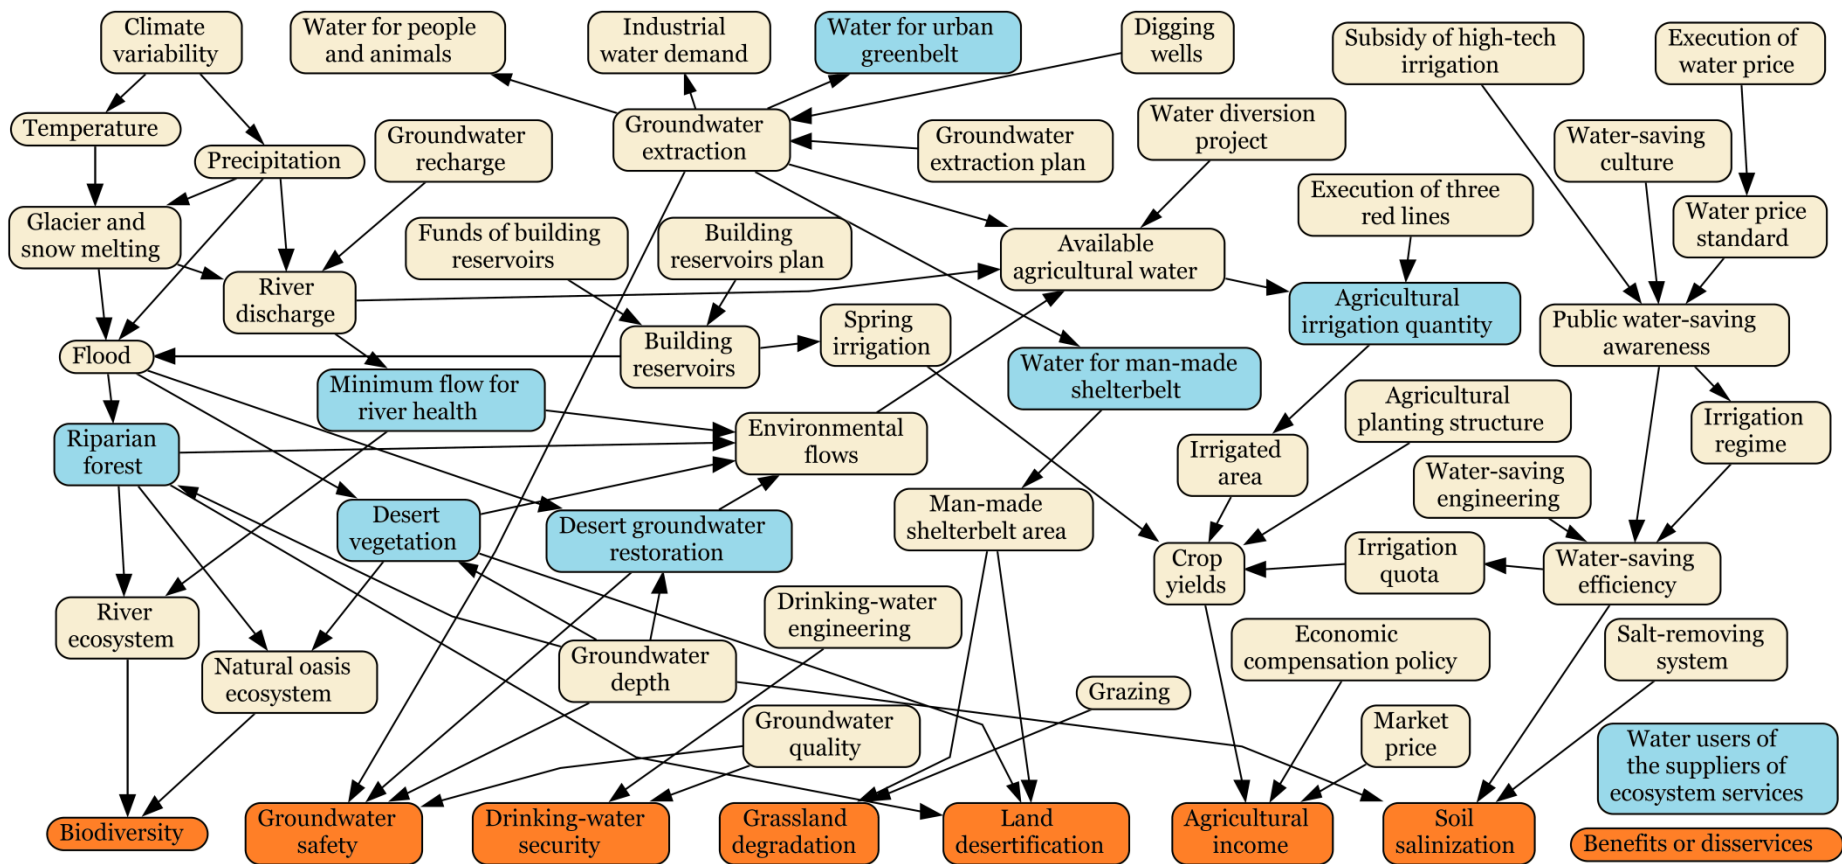 Climate
variability
Water for people
and animals
Industrial
water demand
Water for urban
greenbelt
Digging
wells
Subsidy of high-tech
irrigation
Execution of
water price
Temperature
Precipitation
Groundwater
recharge
Groundwater
extraction
Groundwater
extraction plan
Water diversion
project
Water-saving
culture
Execution of three
red lines
Water price
standard
Glacier and
snow melting
Funds of building
reservoirs
Building
reservoirs plan
Available
agricultural water
River
discharge
Agricultural
irrigation quantity
Public water-saving
awareness
Flood
Building
reservoirs
Spring
irrigation
Water for man-made
shelterbelt
Minimum flow for
river health
Agricultural
planting structure
Irrigation
regime
Riparian
forest
Environmental
flows
Irrigated
area
Water-saving
engineering
Desert
vegetation
Desert groundwater
restoration
Man-made
shelterbelt area
Crop
yields
Irrigation
quota
Water-saving
efficiency
River
ecosystem
Drinking-water
engineering
Economic
compensation policy
Salt-removing
system
Natural oasis
ecosystem
Groundwater
depth
Grazing
Groundwater
quality
Market
price
Water users of
the suppliers of
ecosystem services
Biodiversity
Groundwater
safety
Drinking-water
security
Grassland
degradation
Land
desertification
Agricultural
income
Soil
salinization
Benefits or disservices